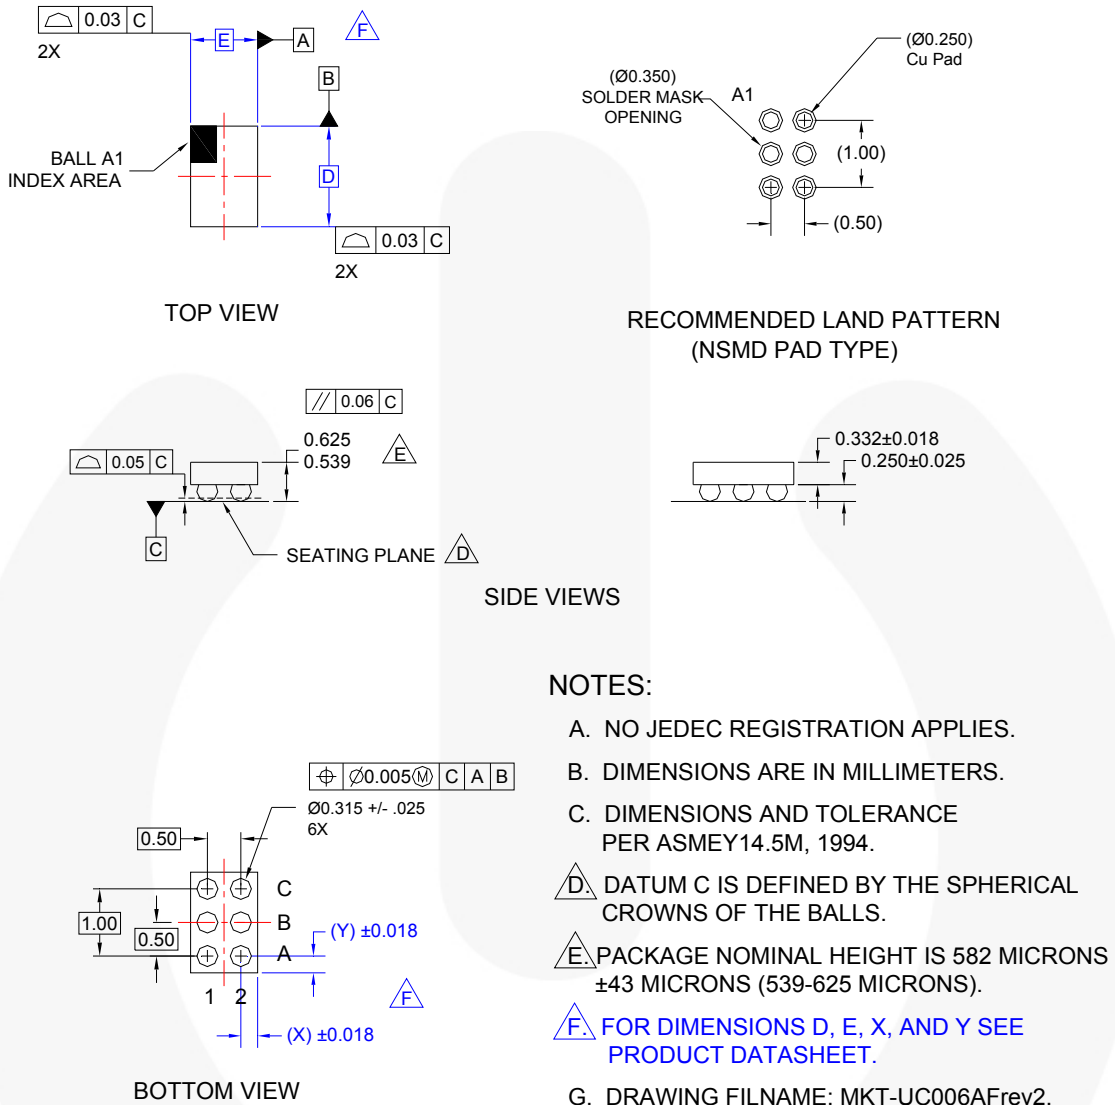 0.03 C
2X
E
A
F
B
BALL A1
INDEX AREA
D
0.03 C
2X
TOP VIEW
(Ø0.250)
Cu Pad
(Ø0.350)
SOLDER MASK
OPENING
A1
(1.00)
(0.50)
RECOMMENDED LAND PATTERN
(NSMD PAD TYPE)
// 0.06 C
0.05 C
0.625
0.539
E
C
SEATING PLANE D
0.332±0.018
0.250±0.025
SIDE VIEWS
Ø0.005Ⓜ C A B
Ø0.315 +/- .025
6X
0.50
C
1.00
B
0.50
A
(Y) ±0.018
1 2
F
(X) ±0.018
BOTTOM VIEW
NOTES:
A. NO JEDEC REGISTRATION APPLIES.
B. DIMENSIONS ARE IN MILLIMETERS.
C. DIMENSIONS AND TOLERANCE
PER ASMEY14.5M, 1994.
D. DATUM C IS DEFINED BY THE SPHERICAL
CROWNS OF THE BALLS.
E. PACKAGE NOMINAL HEIGHT IS 582 MICRONS
±43 MICRONS (539-625 MICRONS).
F. FOR DIMENSIONS D, E, X, AND Y SEE
PRODUCT DATASHEET.
G. DRAWING FILNAME: MKT-UC006AFrev2.